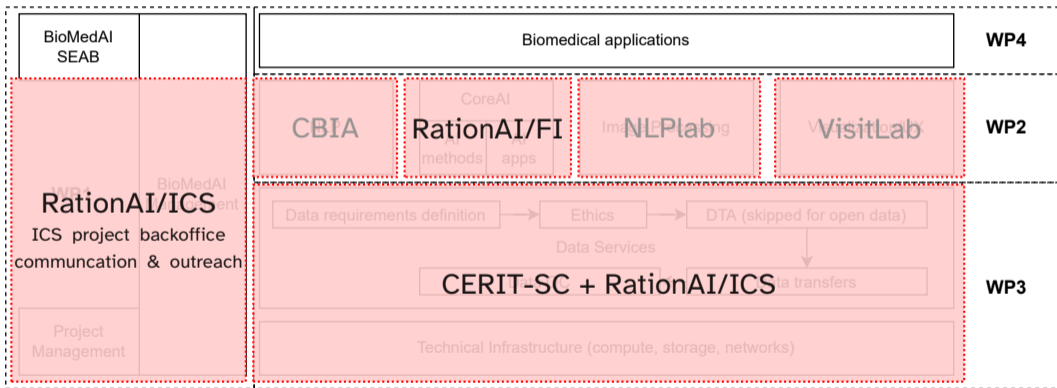 BioMedAI
SEAB
Biomedical applications
WP4
CBIA
CoreAI
RationAI/FI
AI
AI
methods
apps
NLPlab
VisitLab
WP2
WP1
BioMedAI
RationAI/ICS
ICS project backoffice
communcation & outreach
Project
Management
Data requirements definition
Ethics
DTA (skipped for open data)
Data Services
CERIT-SC + RationAI/ICS
transfers
WP3
Technical Infrastructure (compute, storage, networks)